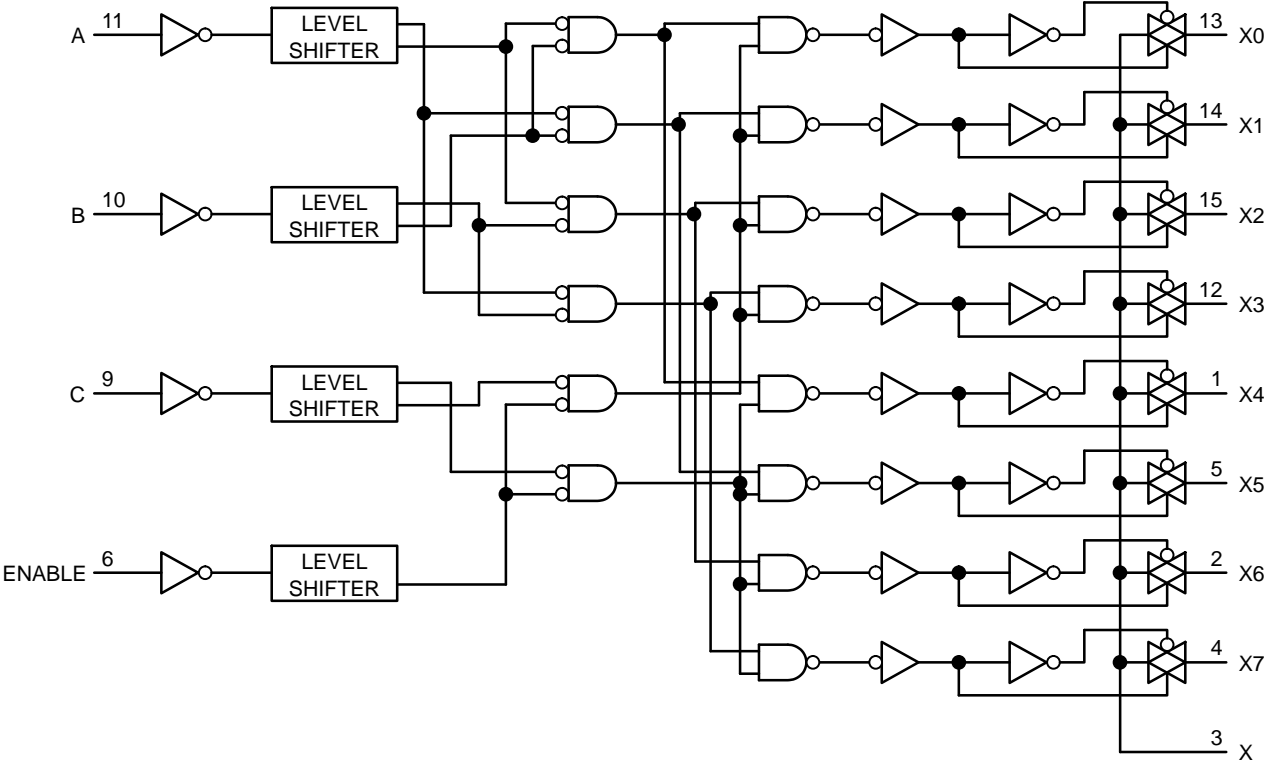 A 11 LEVEL SHIFTER 13 X0
14 X1
B 10 LEVEL SHIFTER 15 X2
12 X3
C 9 LEVEL SHIFTER 1 X4
5 X5
ENABLE 6 LEVEL SHIFTER 2 X6
4 X7
3 X